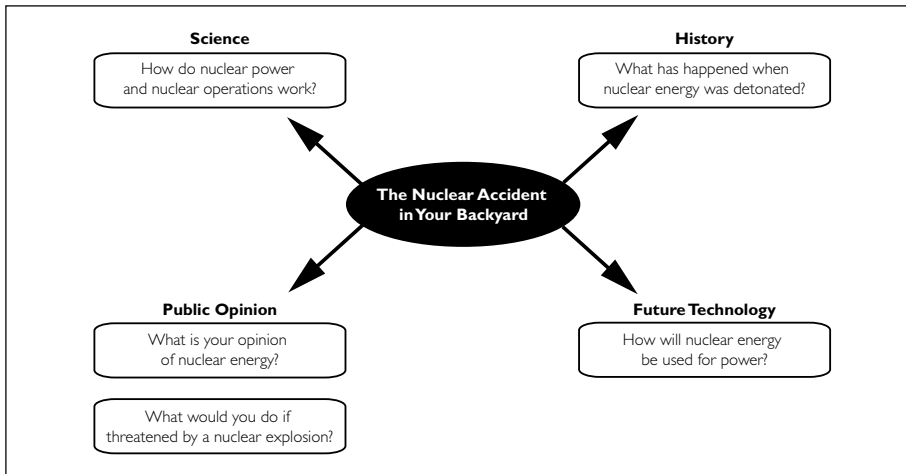 Science
How do nuclear power
and nuclear operations work?
History
What has happened when
nuclear energy was detonated?
The Nuclear Accident
in Your Backyard
Public Opinion
What is your opinion
of nuclear energy?
What would you do if
threatened by a nuclear explosion?
Future Technology
How will nuclear energy
be used for power?